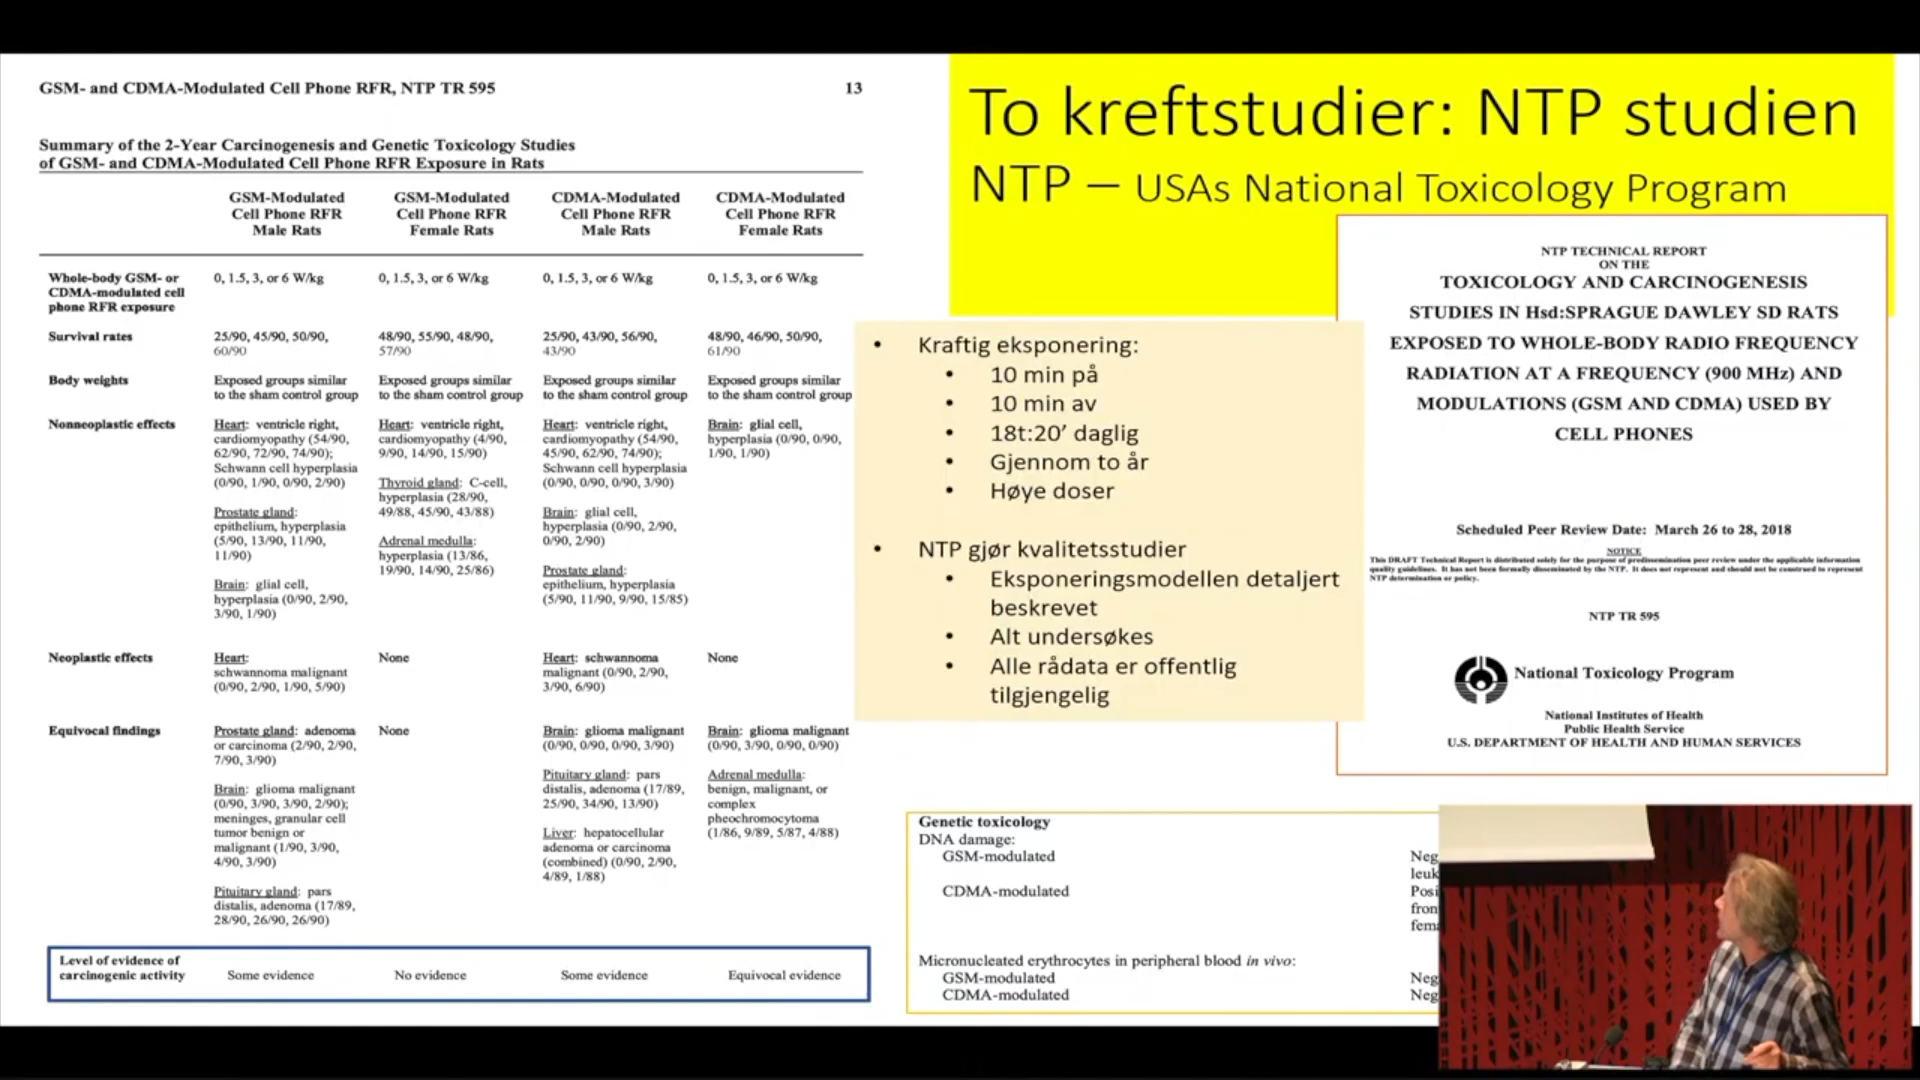 GSM- and CDMA-Modulated Cell Phone RFR, NTP TR 595
13
Summary of the 2-Year Carcinogenesis and Genetic Toxicology Studies
of GSM- and CDMA-Modulated Cell Phone RFR Exposure in Rats
GSM-Modulated
Cell Phone RFR
Male Rats
GSM-Modulated
Cell Phone RFR
Female Rats
CDMA-Modulated
Cell Phone RFR
Male Rats
CDMA-Modulated
Cell Phone RFR
Female Rats
Whole-body GSM- or
CDMA-modulated cell
phone RFR exposure
0, 1.5, 3, or 6 W/kg
0, 1.5, 3, or 6 W/kg
0, 1.5, 3, or 6 W/kg
0, 1.5, 3, or 6 W/kg
Survival rates
25/90, 45/90, 50/90,
60/90
48/90, 55/90, 48/90,
57/90
25/90, 43/90, 56/90,
43/90
48/90, 46/90, 50/90,
61/90
Body weights
Exposed groups similar
to the sham control group
Exposed groups similar
to the sham control group
Exposed groups similar
to the sham control group
Exposed groups similar
to the sham control group
Nonneoplastic effects
Heart: ventricle right,
cardiomyopathy (54/90,
62/90, 72/90, 74/90);
Schwann cell hyperplasia
(0/90, 1/90, 0/90, 2/90)
Prostate gland:
epithelium, hyperplasia
(5/90, 13/90, 11/90,
11/90)
Brain: glial cell,
hyperplasia (0/90, 2/90,
3/90, 1/90)
Heart: ventricle right,
cardiomyopathy (4/90,
9/90, 14/90, 15/90)
Thyroid gland: C-cell,
hyperplasia (28/90,
49/88, 45/90, 43/88)
Adrenal medulla:
hyperplasia (13/86,
19/90, 14/90, 25/86)
Heart: ventricle right,
cardiomyopathy (54/90,
45/90, 62/90, 74/90);
Schwann cell hyperplasia
(0/90, 0/90, 0/90, 3/90)
Brain: glial cell,
hyperplasia (0/90, 2/90,
0/90, 2/90)
Prostate gland:
epithelium, hyperplasia
(5/90, 11/90, 9/90, 15/85)
Brain: glial cell,
hyperplasia (0/90, 0/90,
1/90, 1/90)
Neoplastic effects
Heart:
schwannoma malignant
(0/90, 2/90, 1/90, 5/90)
None
Heart: schwannoma
malignant (0/90, 2/90,
3/90, 6/90)
None
Equivocal findings
Prostate gland: adenoma
or carcinoma (2/90, 2/90,
7/90, 3/90)
Brain: glioma malignant
(0/90, 3/90, 3/90, 2/90);
meninges, granular cell
tumor benign or
malignant (1/90, 3/90,
4/90, 3/90)
Pituitary gland: pars
distalis, adenoma (17/89,
28/90, 26/90, 26/90)
None
Brain: glioma malignant
(0/90, 0/90, 0/90, 3/90)
Pituitary gland: pars
distalis, adenoma (17/89,
25/90, 34/90, 13/90)
Liver: hepatocellular
adenoma or carcinoma
(combined) (0/90, 2/90,
4/89, 1/88)
Brain: glioma malignant
(0/90, 3/90, 0/90, 0/90)
Adrenal medulla:
benign, malignant, or
complex
pheochromocytoma
(1/86, 9/89, 5/87, 4/88)
Level of evidence of
carcinogenic activity
Some evidence
No evidence
Some evidence
Equivocal evidence
To kreftstudier: NTP studien
NTP – USAs National Toxicology Program
• Kraftig eksponering:
• 10 min på
• 10 min av
• 18t:20' daglig
• Gjennom to år
• Høye doser
• NTP gjør kvalitetsstudier
• Eksponeringsmodellen detaljert
beskrevet
• Alt undersøkes
• Alle rådata er offentlig
tilgjengelig
NTP TECHNICAL REPORT
ON THE
TOXICOLOGY AND CARCINOGENESIS
STUDIES IN Hsd:SPRAGUE DAWLEY SD RATS
EXPOSED TO WHOLE-BODY RADIO FREQUENCY
RADIATION AT A FREQUENCY (900 MHz) AND
MODULATIONS (GSM AND CDMA) USED BY
CELL PHONES
Scheduled Peer Review Date: March 26 to 28, 2018
NOTICE
This DRAFT Technical Report is distributed solely for the purpose of predissemination peer review under the applicable information
quality guidelines. It has not been formally disseminated by the NTP. It does not represent and should not be construed to represent
NTP determination or policy.
NTP TR 595
National Toxicology Program
National Institutes of Health
Public Health Service
U.S. DEPARTMENT OF HEALTH AND HUMAN SERVICES
Genetic toxicology
DNA damage:
GSM-modulated
Neg
leuk
CDMA-modulated
Posi
fron
fema
Micronucleated erythrocytes in peripheral blood in vivo:
GSM-modulated
Neg
CDMA-modulated
Neg